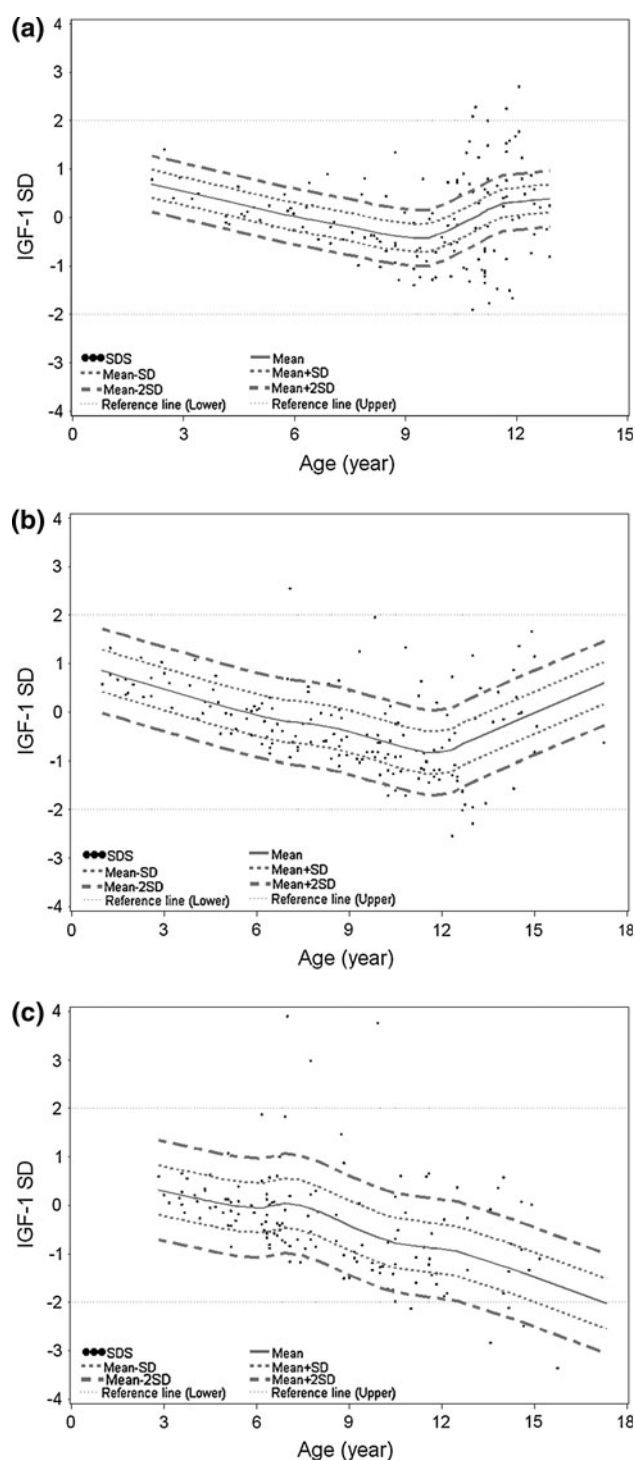 (a)
4
3
2
1
0
-1
-2
-3
-4
IGF-1 SD
SDS
Mean
Mean-SD
Mean+SD
Mean-2SD
Mean+2SD
Reference line (Lower)
Reference line (Upper)
0 3 6 9 12 15
Age (year)
(b)
4
3
2
1
0
-1
-2
-3
-4
IGF-1 SD
SDS
Mean
Mean-SD
Mean+SD
Mean-2SD
Mean+2SD
Reference line (Lower)
Reference line (Upper)
0 3 6 9 12 15 18
Age (year)
(c)
4
3
2
1
0
-1
-2
-3
-4
IGF-1 SD
SDS
Mean
Mean-SD
Mean+SD
Mean-2SD
Mean+2SD
Reference line (Lower)
Reference line (Upper)
0 3 6 9 12 15 18
Age (year)